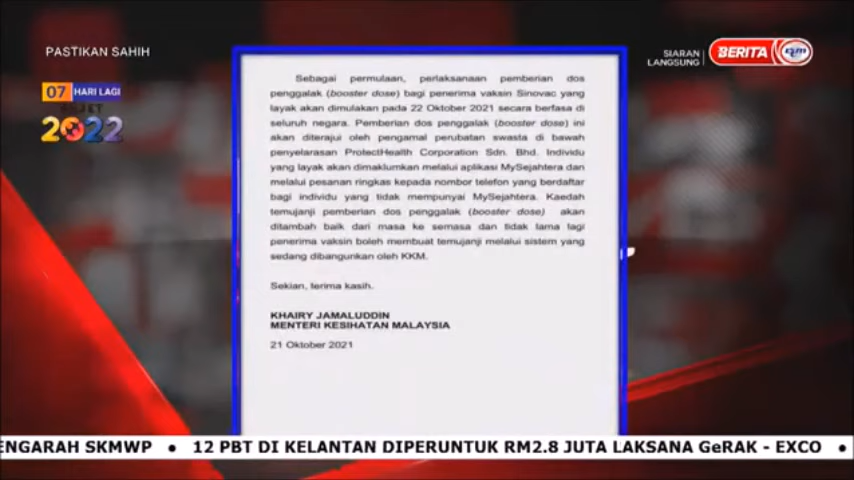 PASTIKAN SAHIH
SIARAN
LANGSUNG
BERITA
07 HARI LAGI
2022
Sebagai permulaan, perlaksanaan pemberian dos
penggalak (booster dose) bagi penerima vaksin Sinovac yang
layak akan dimulakan pada 22 Oktober 2021 secara berfasa di
seluruh negara. Pemberian dos penggalak (booster dose) ini
akan diterajui oleh pengamal perubatan swasta di bawah
penyelarasan ProtectHealth Corporation Sdn. Bhd. Individu
yang layak akan dimaklumkan melalui aplikasi MySejahtera dan
melalui pesanan ringkas kepada nombor telefon yang berdaftar
bagi individu yang tidak mempunyai MySejahtera. Kaedah
temujanji pemberian dos penggalak (booster dose) akan
ditambah baik dari masa ke semasa dan tidak lama lagi
penerima vaksin boleh membuat temujanji melalui sistem yang
sedang dibangunkan oleh KKM.
Sekian, terima kasih.
KHAIRY JAMALUDDIN
MENTERI KESIHATAN MALAYSIA
21 Oktober 2021
ENGARAH SKMWP • 12 PBT DI KELANTAN DIPERUNTUK RM2.8 JUTA LAKSANA GeRAK - EXCO •